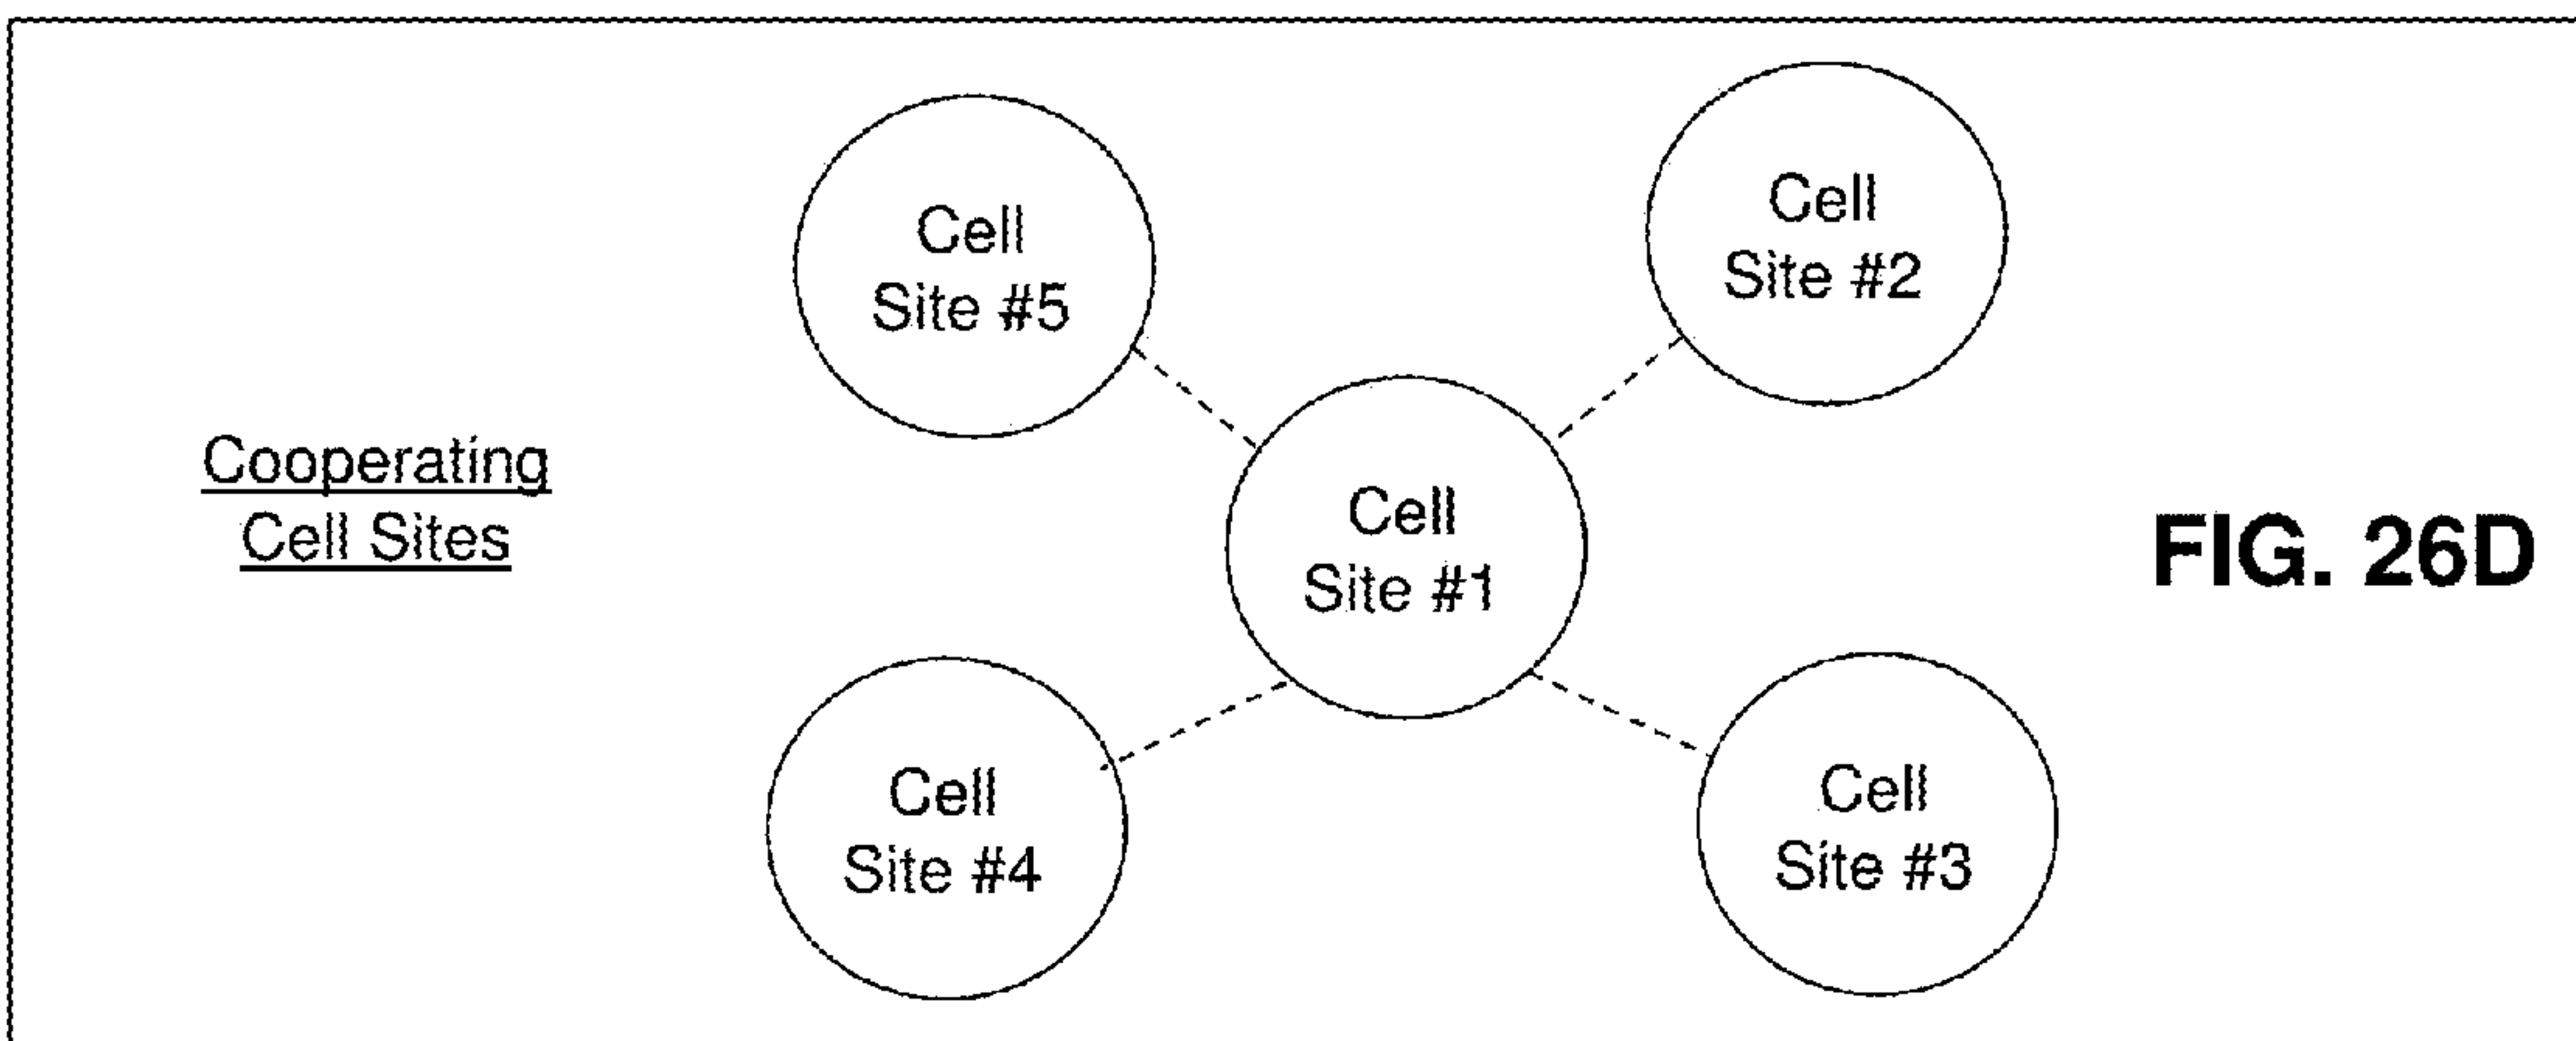 Cooperating
Cell Sites
Cell
Site #5
Cell
Site #2
Cell
Site #1
Cell
Site #4
Cell
Site #3
FIG. 26D